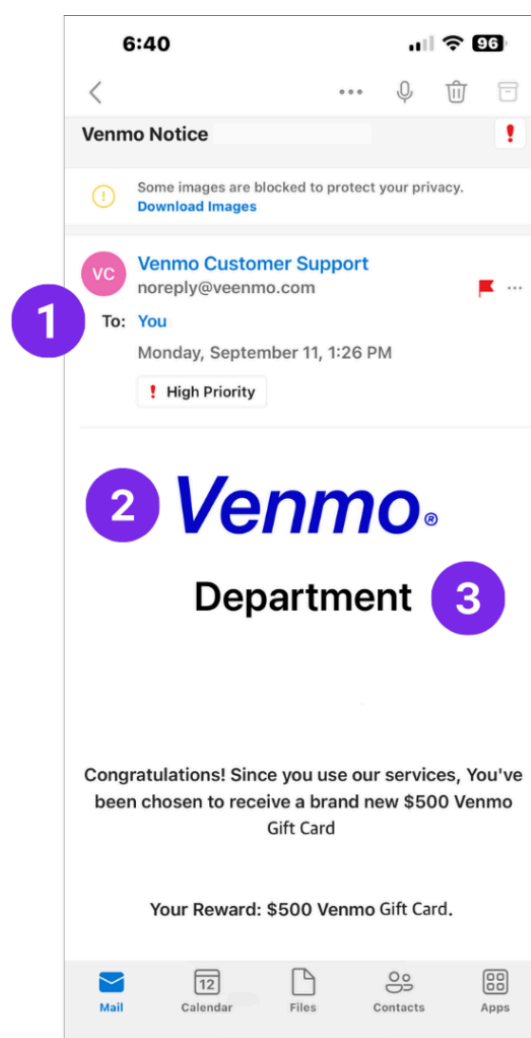 6:40
96
Venmo Notice
Some images are blocked to protect your privacy.
Download Images
VC
Venmo Customer Support
noreply@veenmo.com
1
To: You
Monday, September 11, 1:26 PM
! High Priority
2
Venmo®
Department
3
Congratulations! Since you use our services, You've
been chosen to receive a brand new $500 Venmo
Gift Card
Your Reward: $500 Venmo Gift Card.
12
Mail Calendar Files Contacts Apps